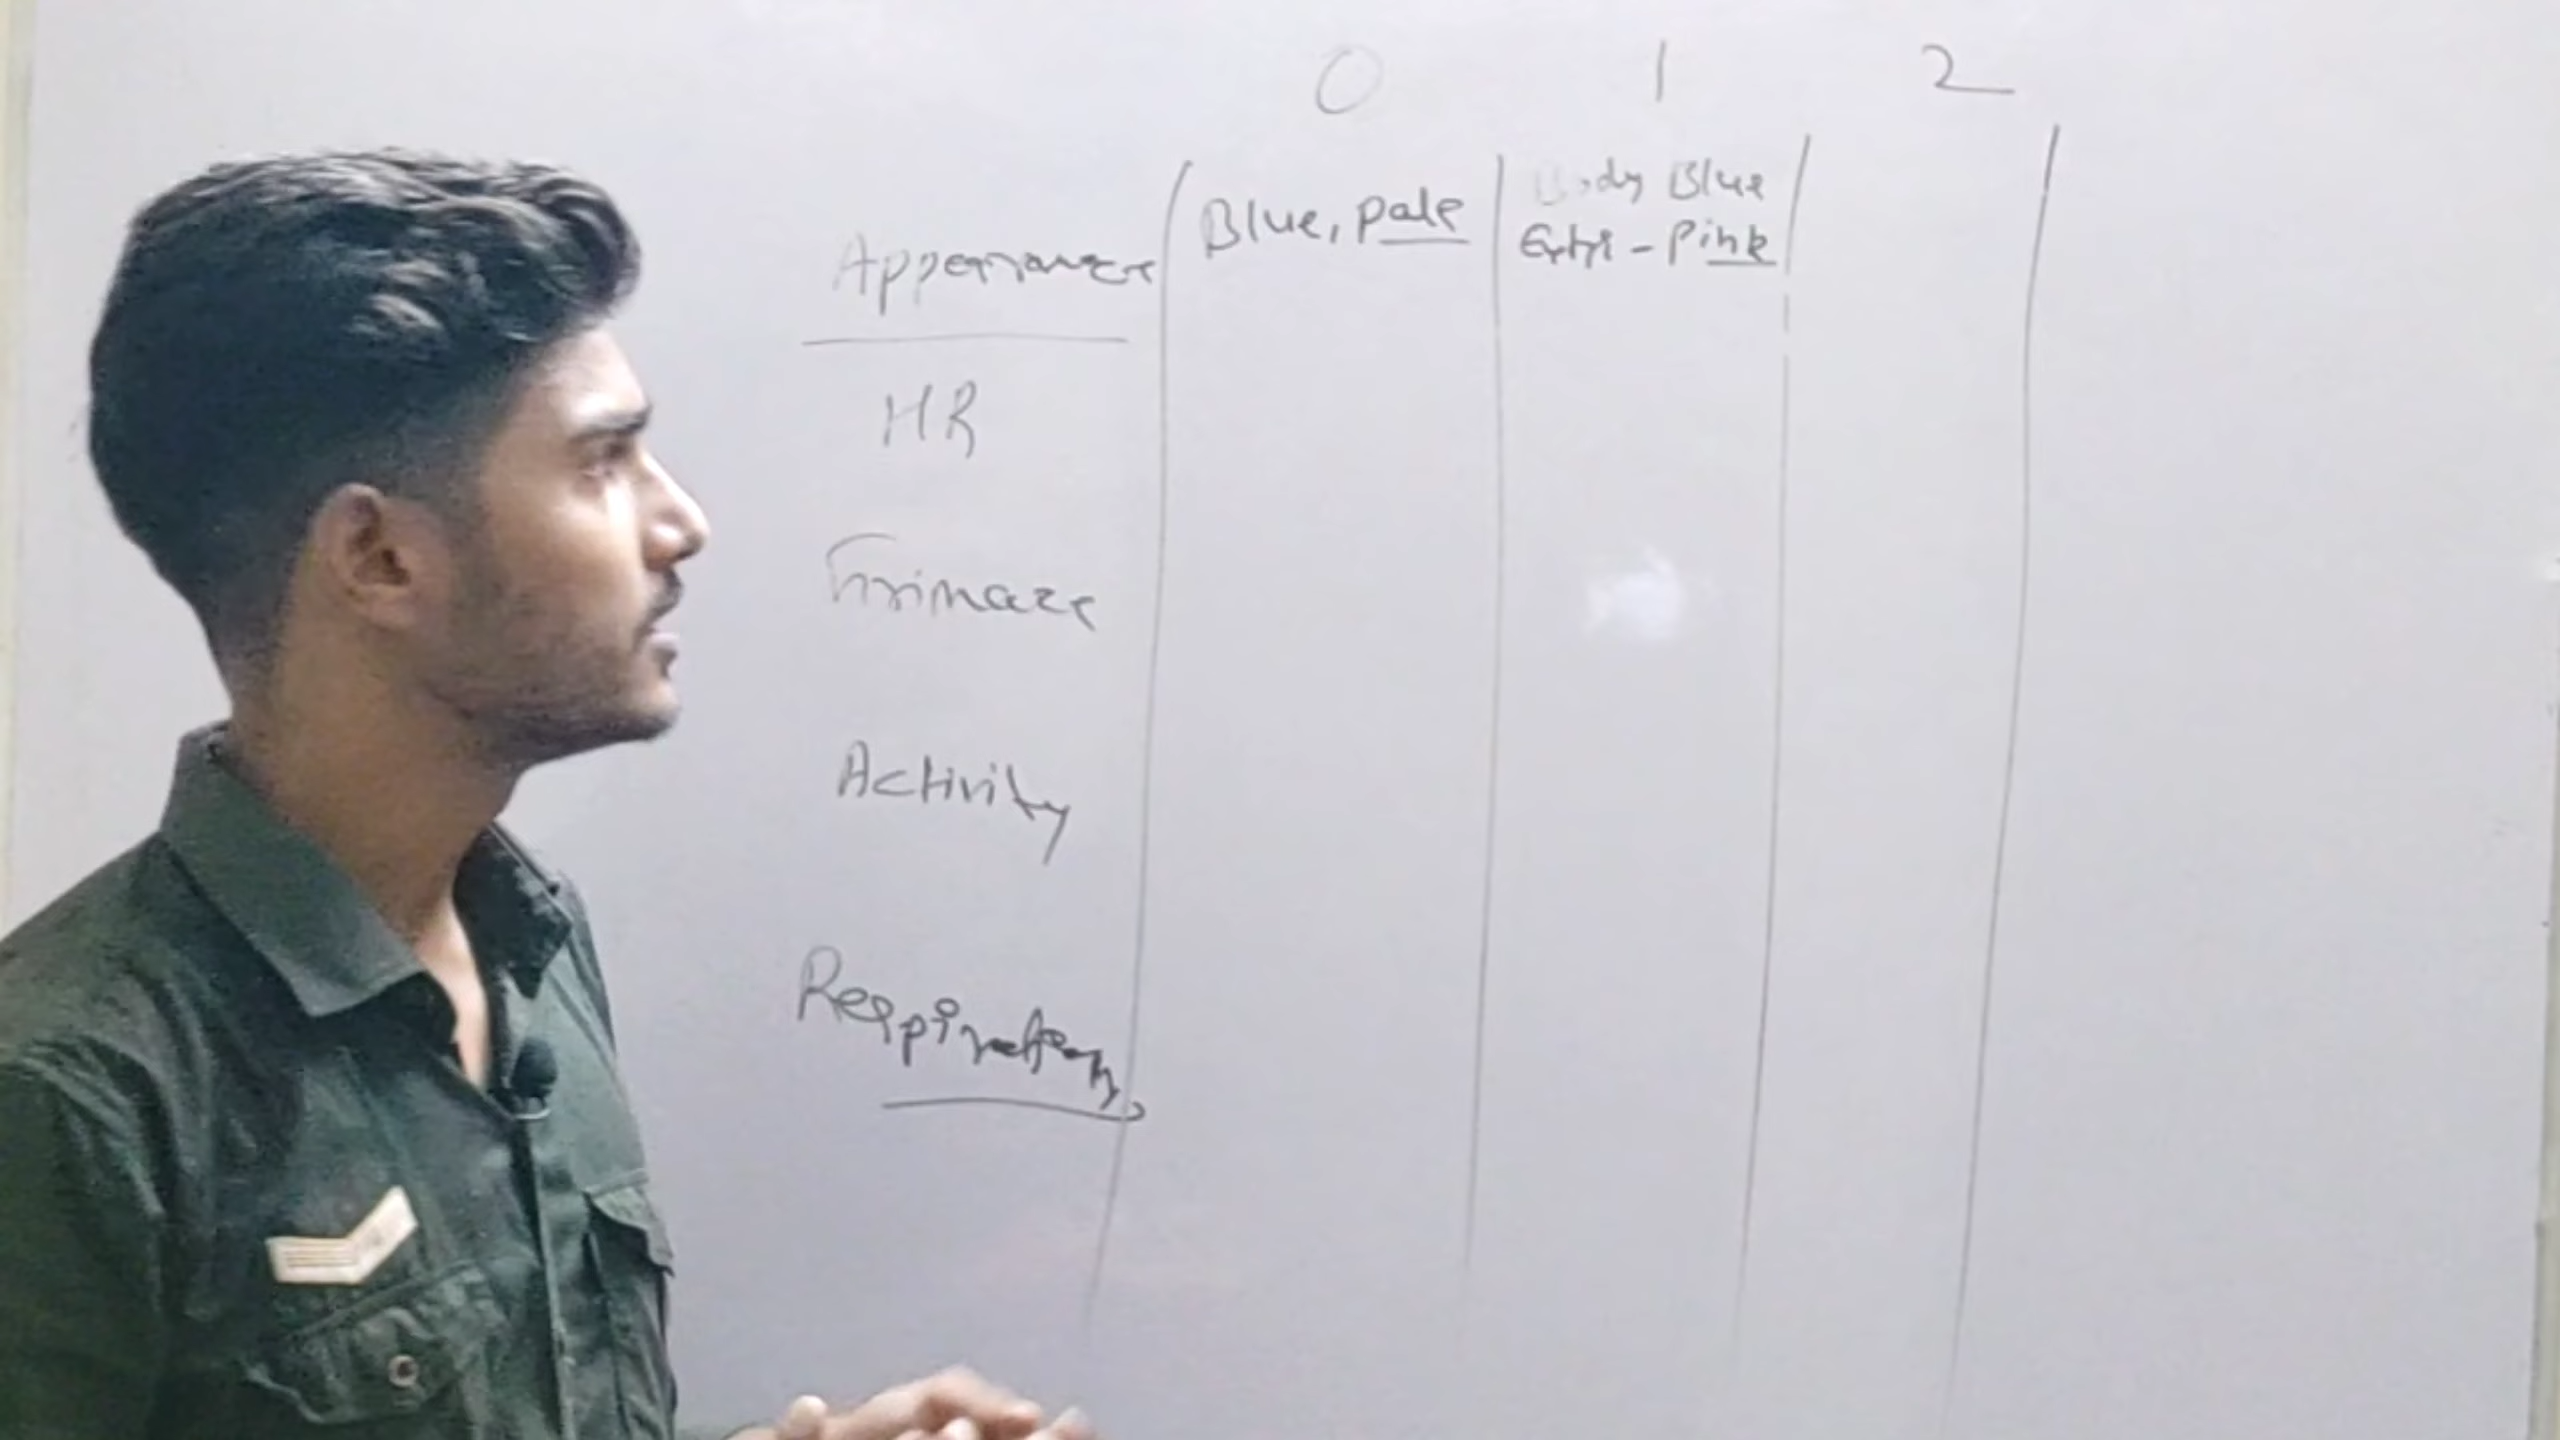 0 1 2
Appearance
Blue, pale
Body Blue
Extri - Pink
HR
Grimace
Activity
Respiratory